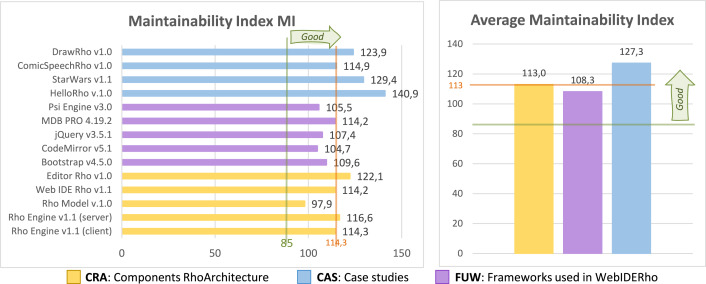 Maintainability Index MI
Good
DrawRho v1.0 123,9
ComicSpeechRho v1.0 114,9
StarWars v1.1 129,4
HelloRho v.1.0 140,9
Psi Engine v3.0 105,5
MDB PRO 4.19.2 114,2
jQuery v3.5.1 107,4
CodeMirror v5.1 104,7
Bootstrap v4.5.0 109,6
Editor Rho v1.0 122,1
Web IDE Rho v1.1 114,2
Rho Model v.1.0 97,9
Rho Engine v1.1 (server) 116,6
Rho Engine v1.1 (client) 114,3
0 50 85 100 114,3 150
Average Maintainability Index
140
120
113
100
80
60
40
20
0
113,0
108,3
127,3
Good
CRA: Components RhoArchitecture
CAS: Case studies
FUW: Frameworks used in WebIDERho